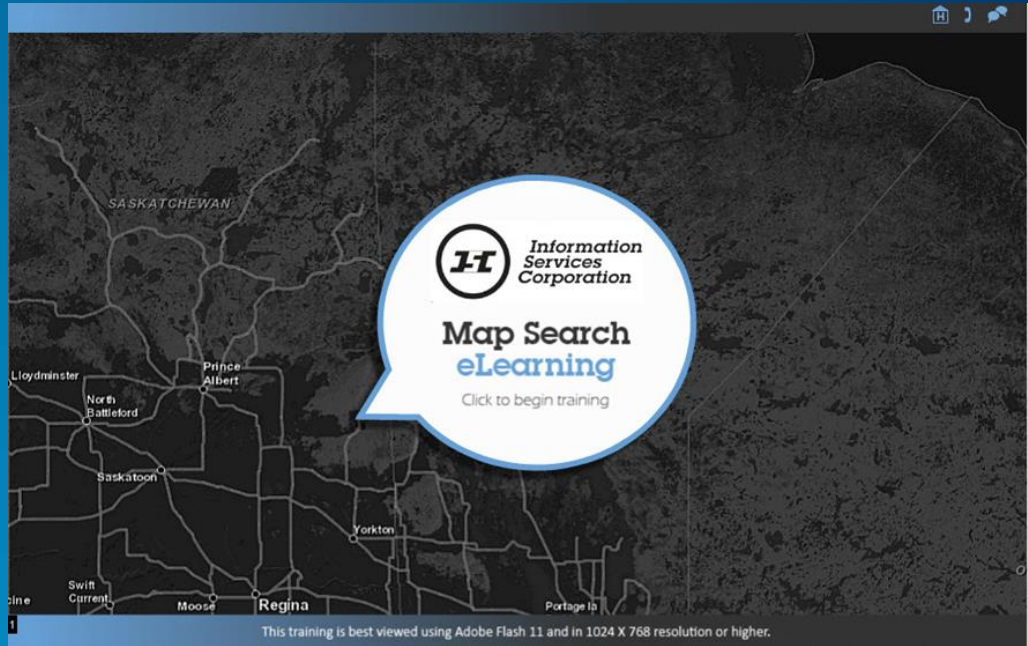 H
SASKATCHEWAN
Information
Services
Corporation
Map Search
eLearning
Click to begin training
Lloydminster
Prince
Albert
North
Battleford
Saskatoon
Yorkton
Swift
Current
Moose
Regina
Portage la
1
This training is best viewed using Adobe Flash 11 and in 1024 X 768 resolution or higher.